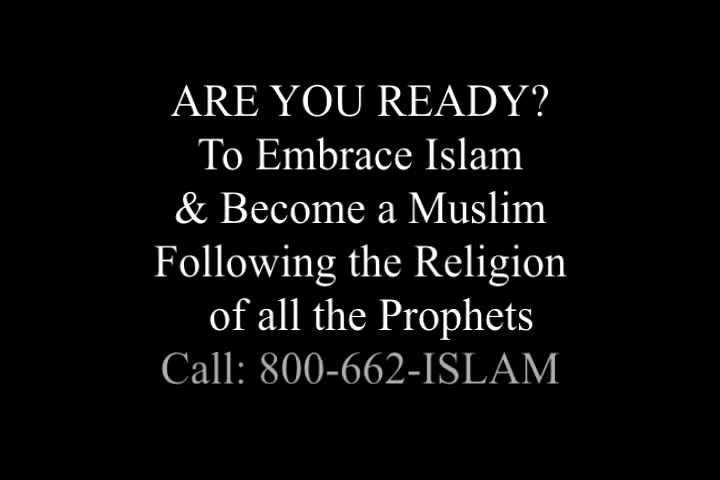 ARE YOU READY?
To Embrace Islam
& Become a Muslim
Following the Religion
of all the Prophets
Call: 800-662-ISLAM